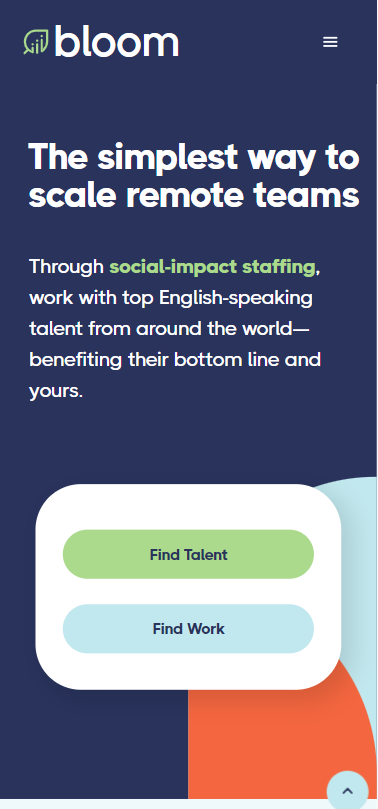 bloom
The simplest way to
scale remote teams
Through social-impact staffing,
work with top English-speaking
talent from around the world—
benefiting their bottom line and
yours.
Find Talent
Find Work